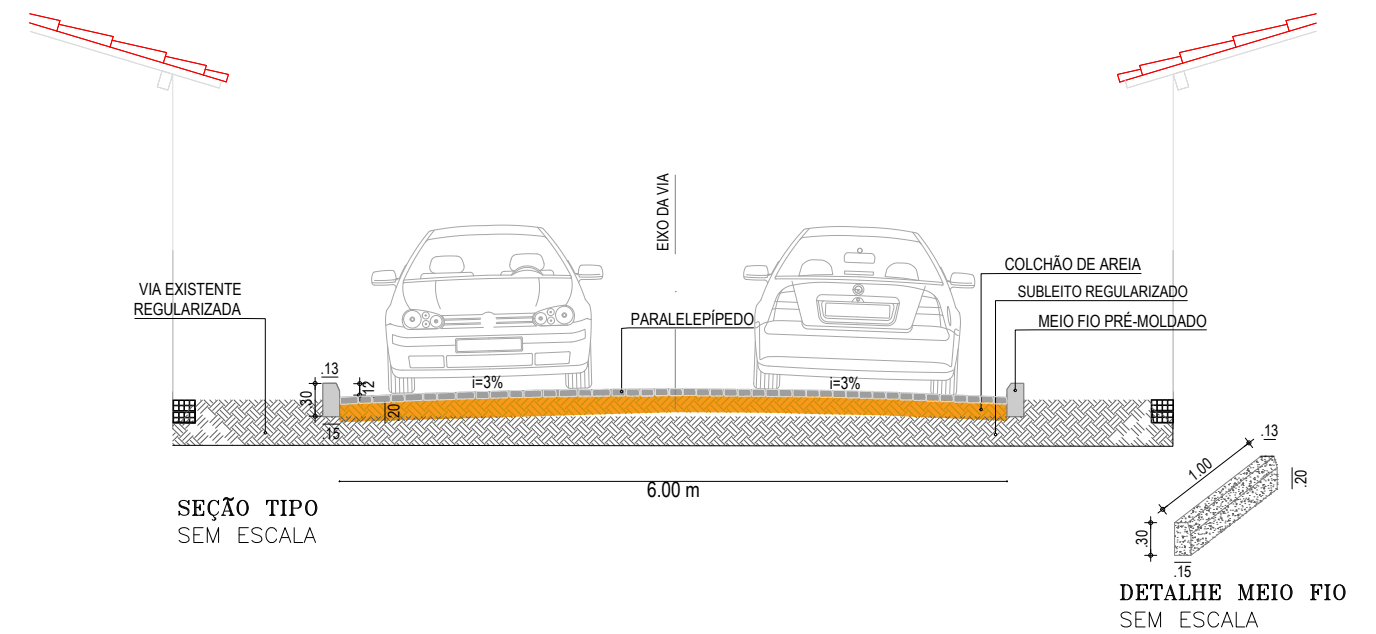 EIXO DA VIA
COLCHÃO DE AREIA
VIA EXISTENTE
REGULARIZADA
SUBLEITO REGULARIZADO
PARALELEPÍPEDO
MEIO FIO PRÉ-MOLDADO
.13
.12
i=3%
i=3%
.30
.20
.15
6.00 m
SEÇÃO TIPO
SEM ESCALA
.13
1.00
.20
.30
.15
DETALHE MEIO FIO
SEM ESCALA